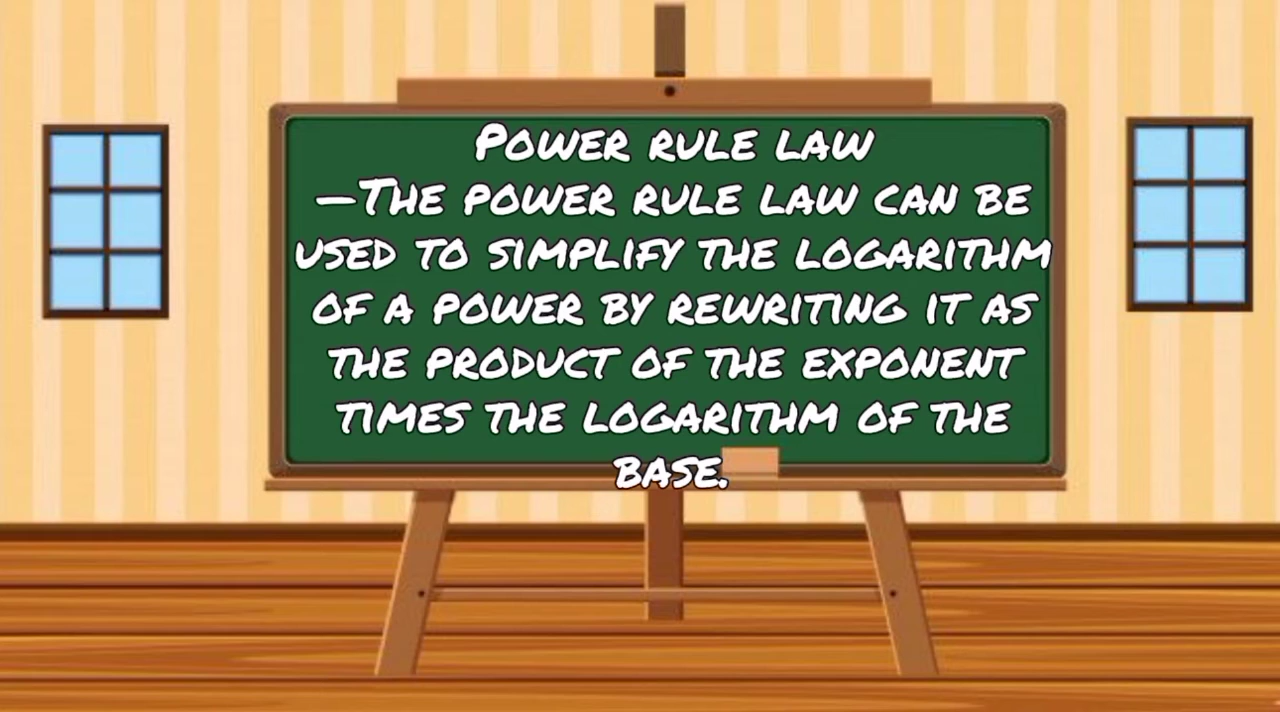 Power rule law
—The power rule law can be
used to simplify the logarithm
of a power by rewriting it as
the product of the exponent
times the logarithm of the
base.